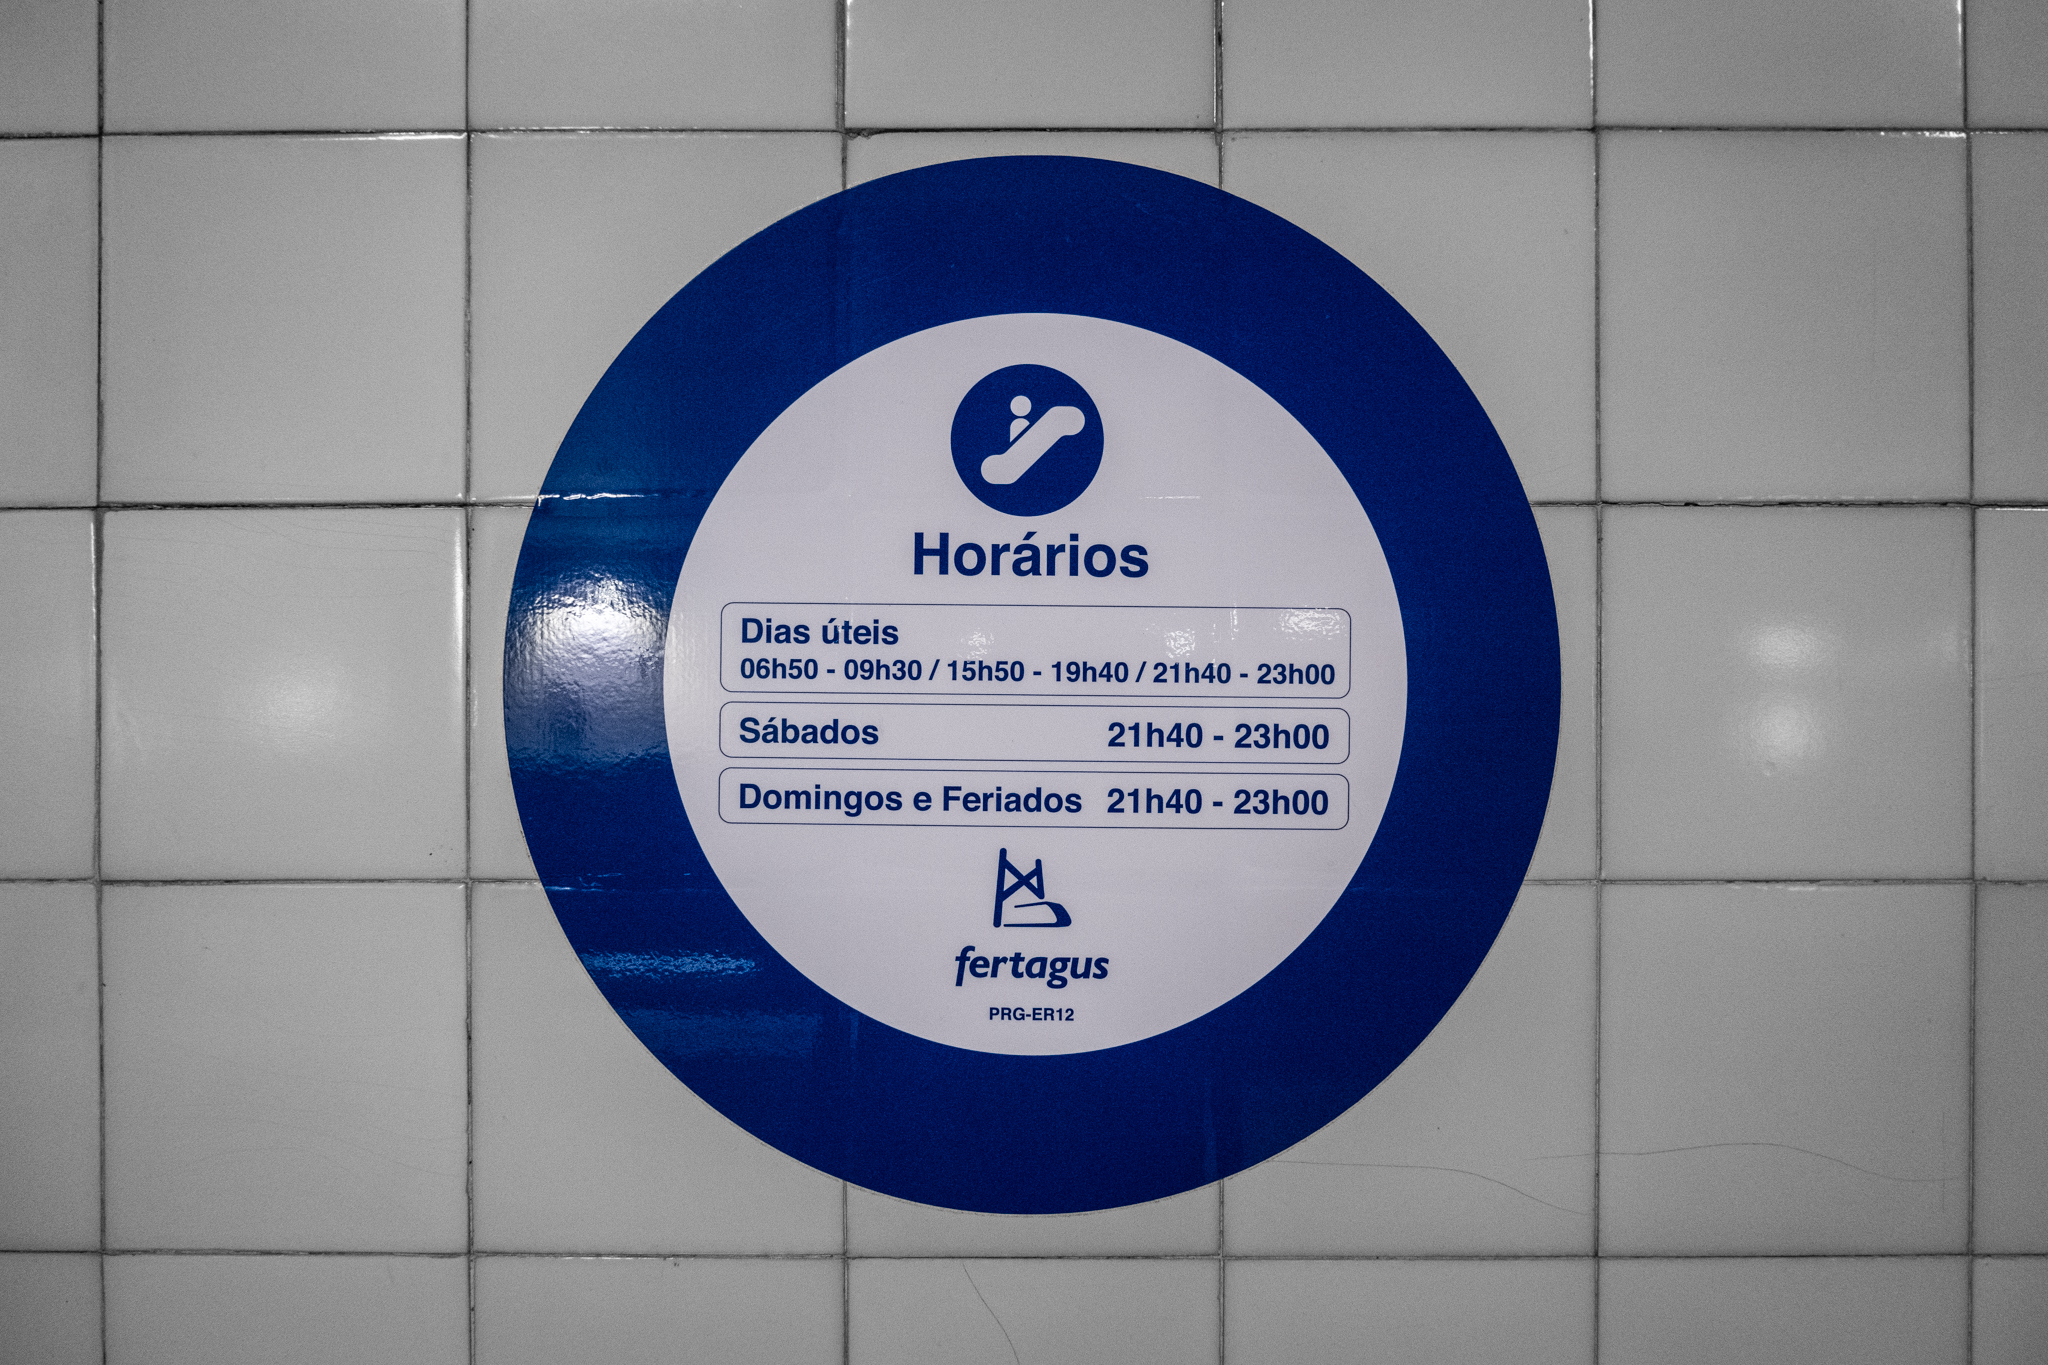 Horários
Dias úteis
06h50 - 09h30 / 15h50 - 19h40 / 21h40 - 23h00
Sábados 21h40 - 23h00
Domingos e Feriados 21h40 - 23h00
fertagus
PRG-ER12